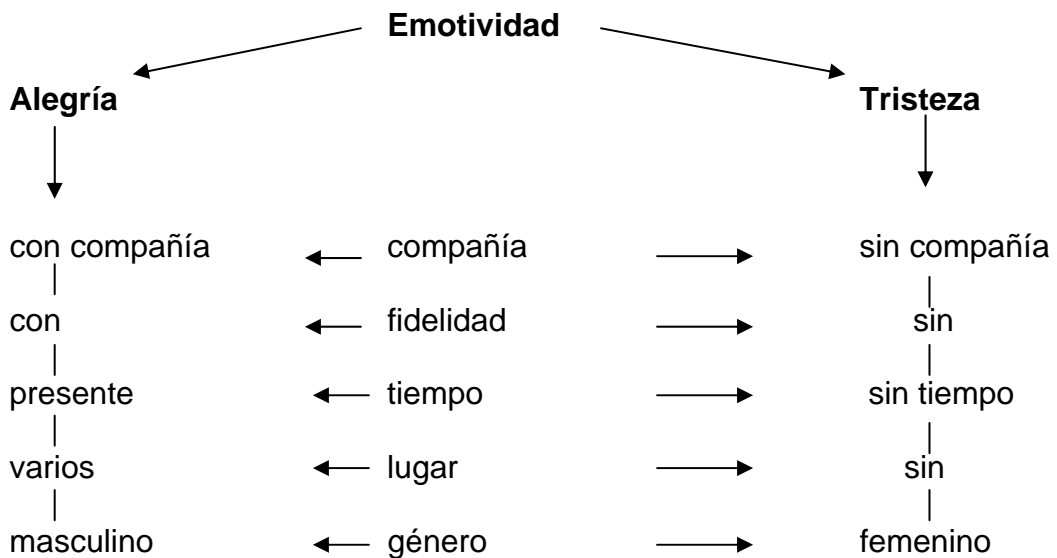 Emotividad
Alegría Tristeza
con compañía compañía sin compañía
con fidelidad sin
presente tiempo sin tiempo
varios lugar sin
masculino género femenino